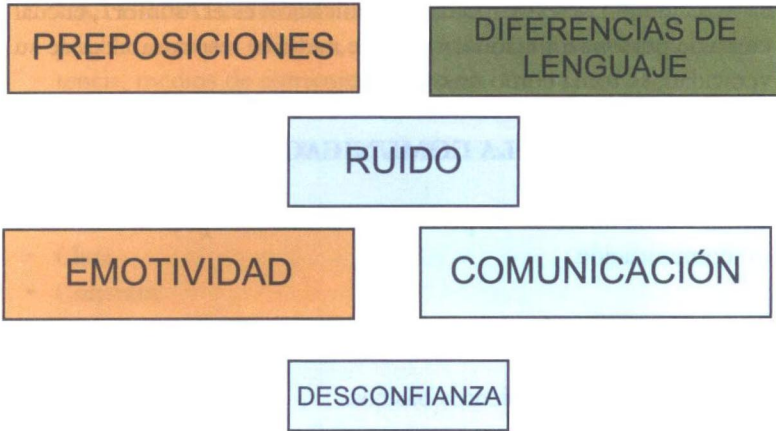 PREPOSICIONES
DIFERENCIAS DE
LENGUAJE
RUIDO
EMOTIVIDAD
COMUNICACIÓN
DESCONFIANZA